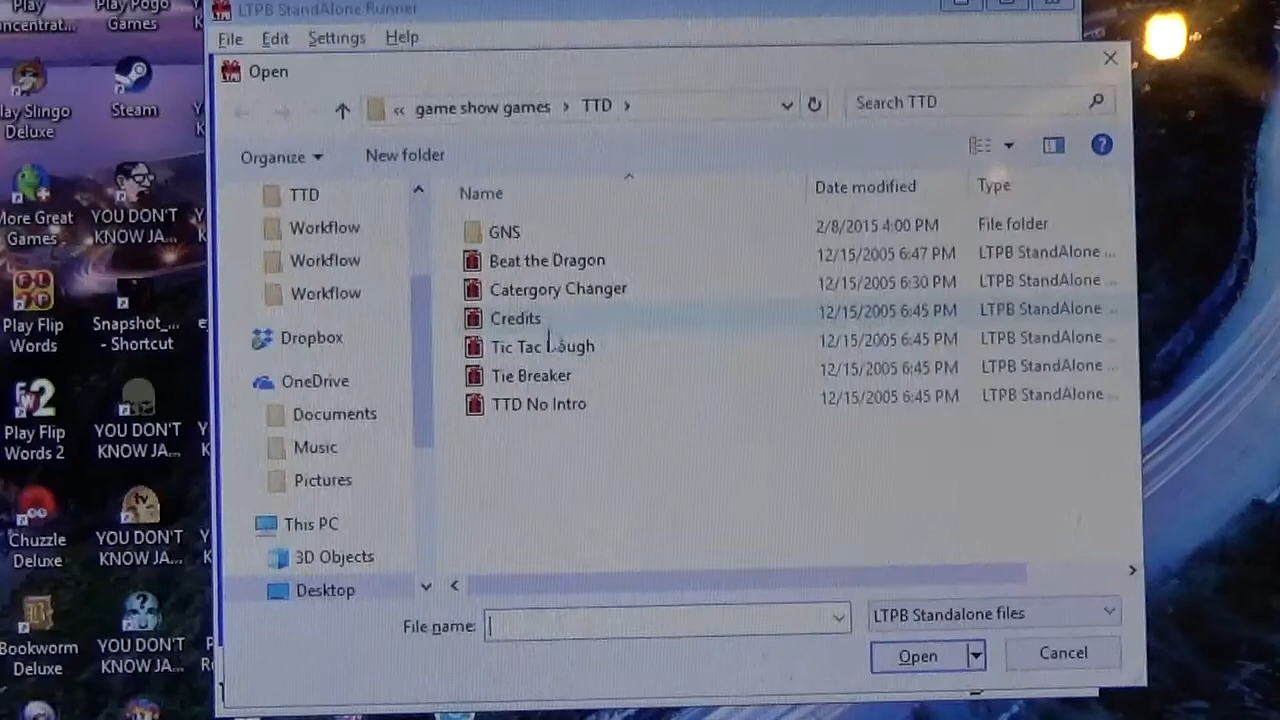 LTPB StandAlone Runner
File Edit Settings Help
Open
« game show games › TTD ›
Search TTD
Organize
New folder
TTD
Workflow
Workflow
Workflow
Dropbox
OneDrive
Documents
Music
Pictures
This PC
3D Objects
Desktop
Name Date modified Type
GNS 2/8/2015 4:00 PM File folder
Beat the Dragon 12/15/2005 6:47 PM LTPB StandAlone ...
Catergory Changer 12/15/2005 6:30 PM LTPB StandAlone ...
Credits 12/15/2005 6:45 PM LTPB StandAlone ...
Tic Tac Dough 12/15/2005 6:45 PM LTPB StandAlone ...
Tie Breaker 12/15/2005 6:45 PM LTPB StandAlone ...
TTD No Intro 12/15/2005 6:45 PM LTPB StandAlone ...
File name:
LTPB Standalone files
Open
Cancel
Play Pogo
Games
Steam
Deluxe
YOU DON'T
KNOW JA...
More Great
Games
Play Flip
Words
Snapshot_...
- Shortcut
Play Flip
Words 2
YOU DON'T
KNOW JA...
Chuzzle
Deluxe
YOU DON'T
KNOW JA...
Bookworm
Deluxe
YOU DON'T
KNOW JA...